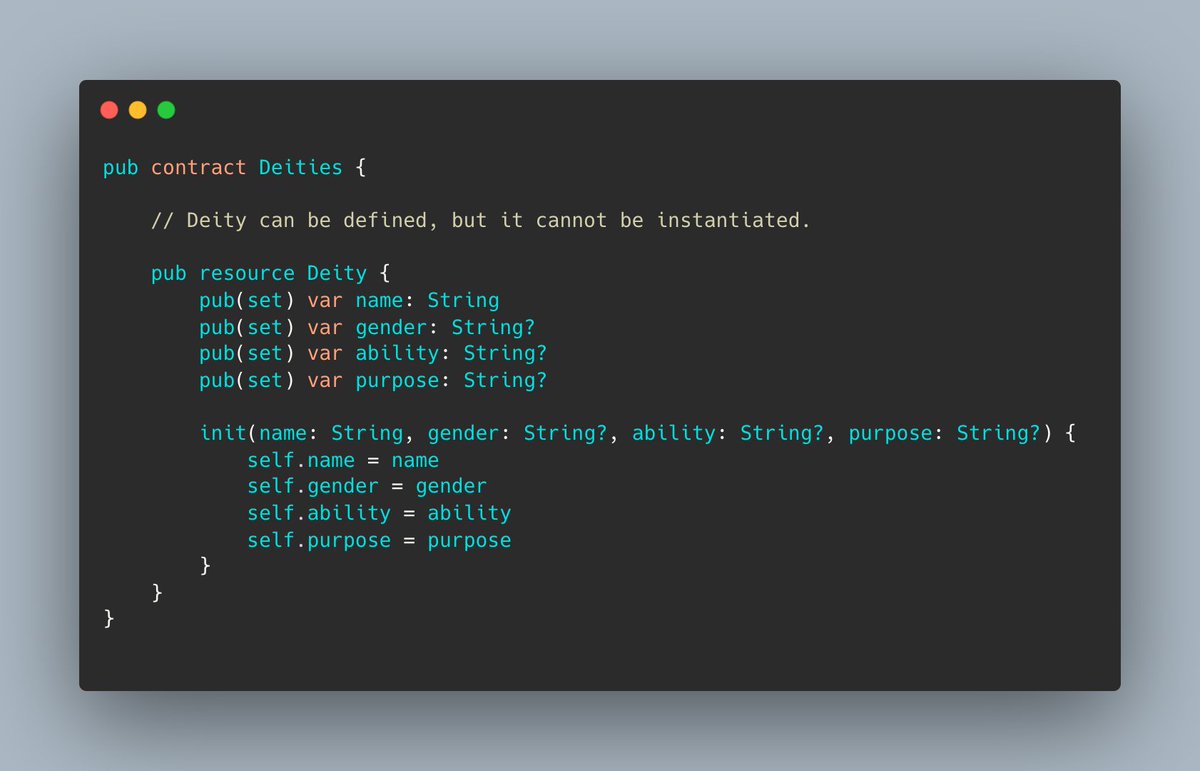 pub contract Deities {
    // Deity can be defined, but it cannot be instantiated.
    pub resource Deity {
        pub(set) var name: String
        pub(set) var gender: String?
        pub(set) var ability: String?
        pub(set) var purpose: String?
        init(name: String, gender: String?, ability: String?, purpose: String?) {
            self.name = name
            self.gender = gender
            self.ability = ability
            self.purpose = purpose
        }
    }
}